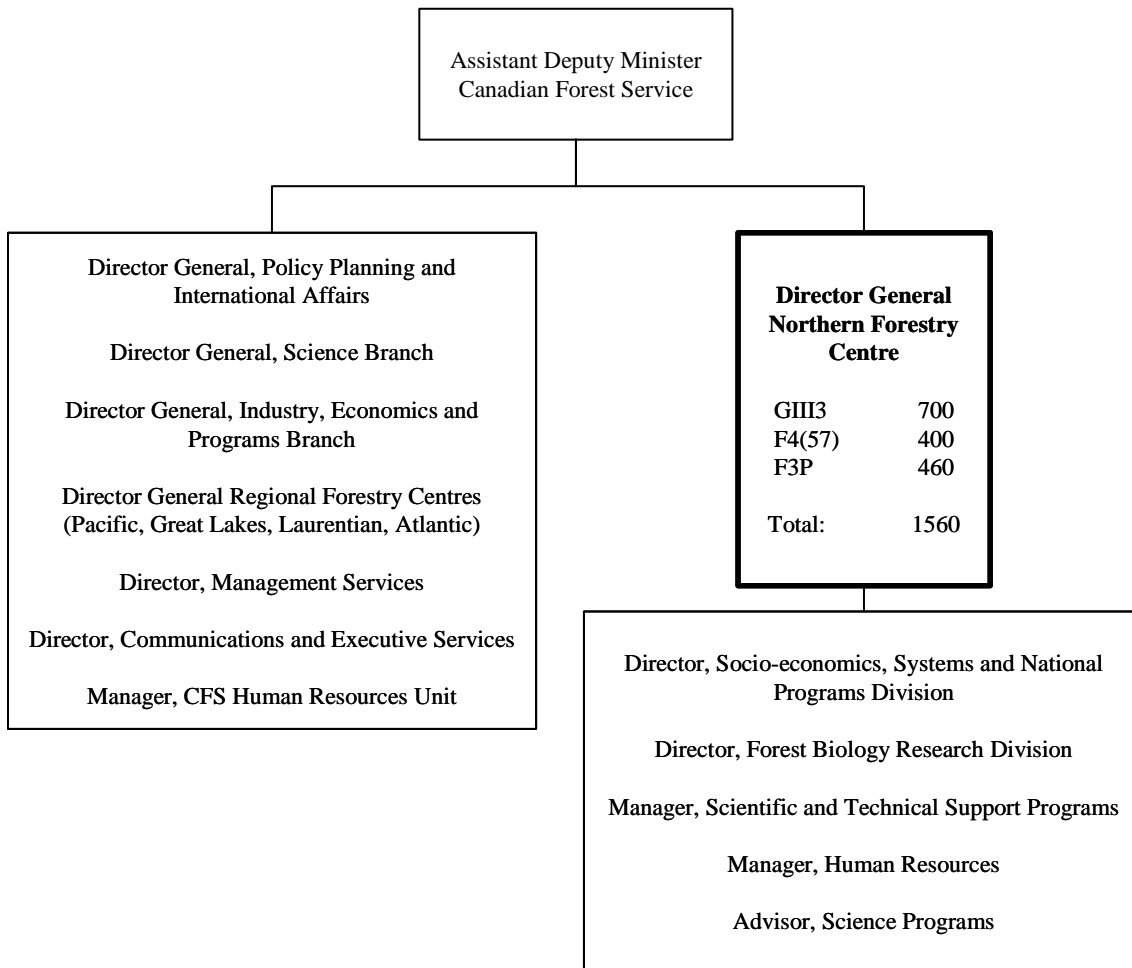 Assistant Deputy Minister
Canadian Forest Service
Director General, Policy Planning and
International Affairs
Director General, Science Branch
Director General, Industry, Economics and
Programs Branch
Director General Regional Forestry Centres
(Pacific, Great Lakes, Laurentian, Atlantic)
Director, Management Services
Director, Communications and Executive Services
Manager, CFS Human Resources Unit
Director General
Northern Forestry
Centre
GIII3 700
F4(57) 400
F3P 460
Total: 1560
Director, Socio-economics, Systems and National
Programs Division
Director, Forest Biology Research Division
Manager, Scientific and Technical Support Programs
Manager, Human Resources
Advisor, Science Programs